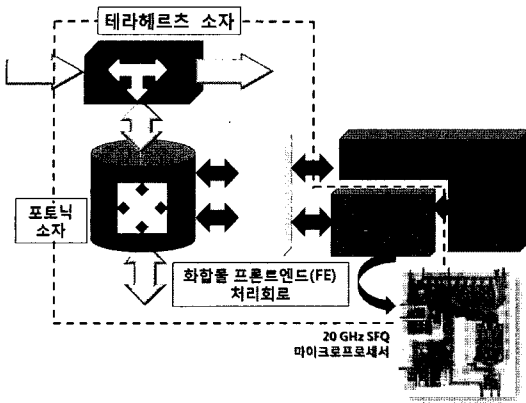 테라헤르츠 소자
포토닉
소자
화합물 프론트엔드(FE)
처리회로
20 GHz SFQ
마이크로프로세서